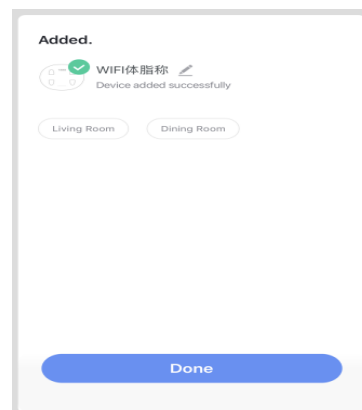 Added.
WIFI体脂称
Device added successfully
Living Room
Dining Room
Done